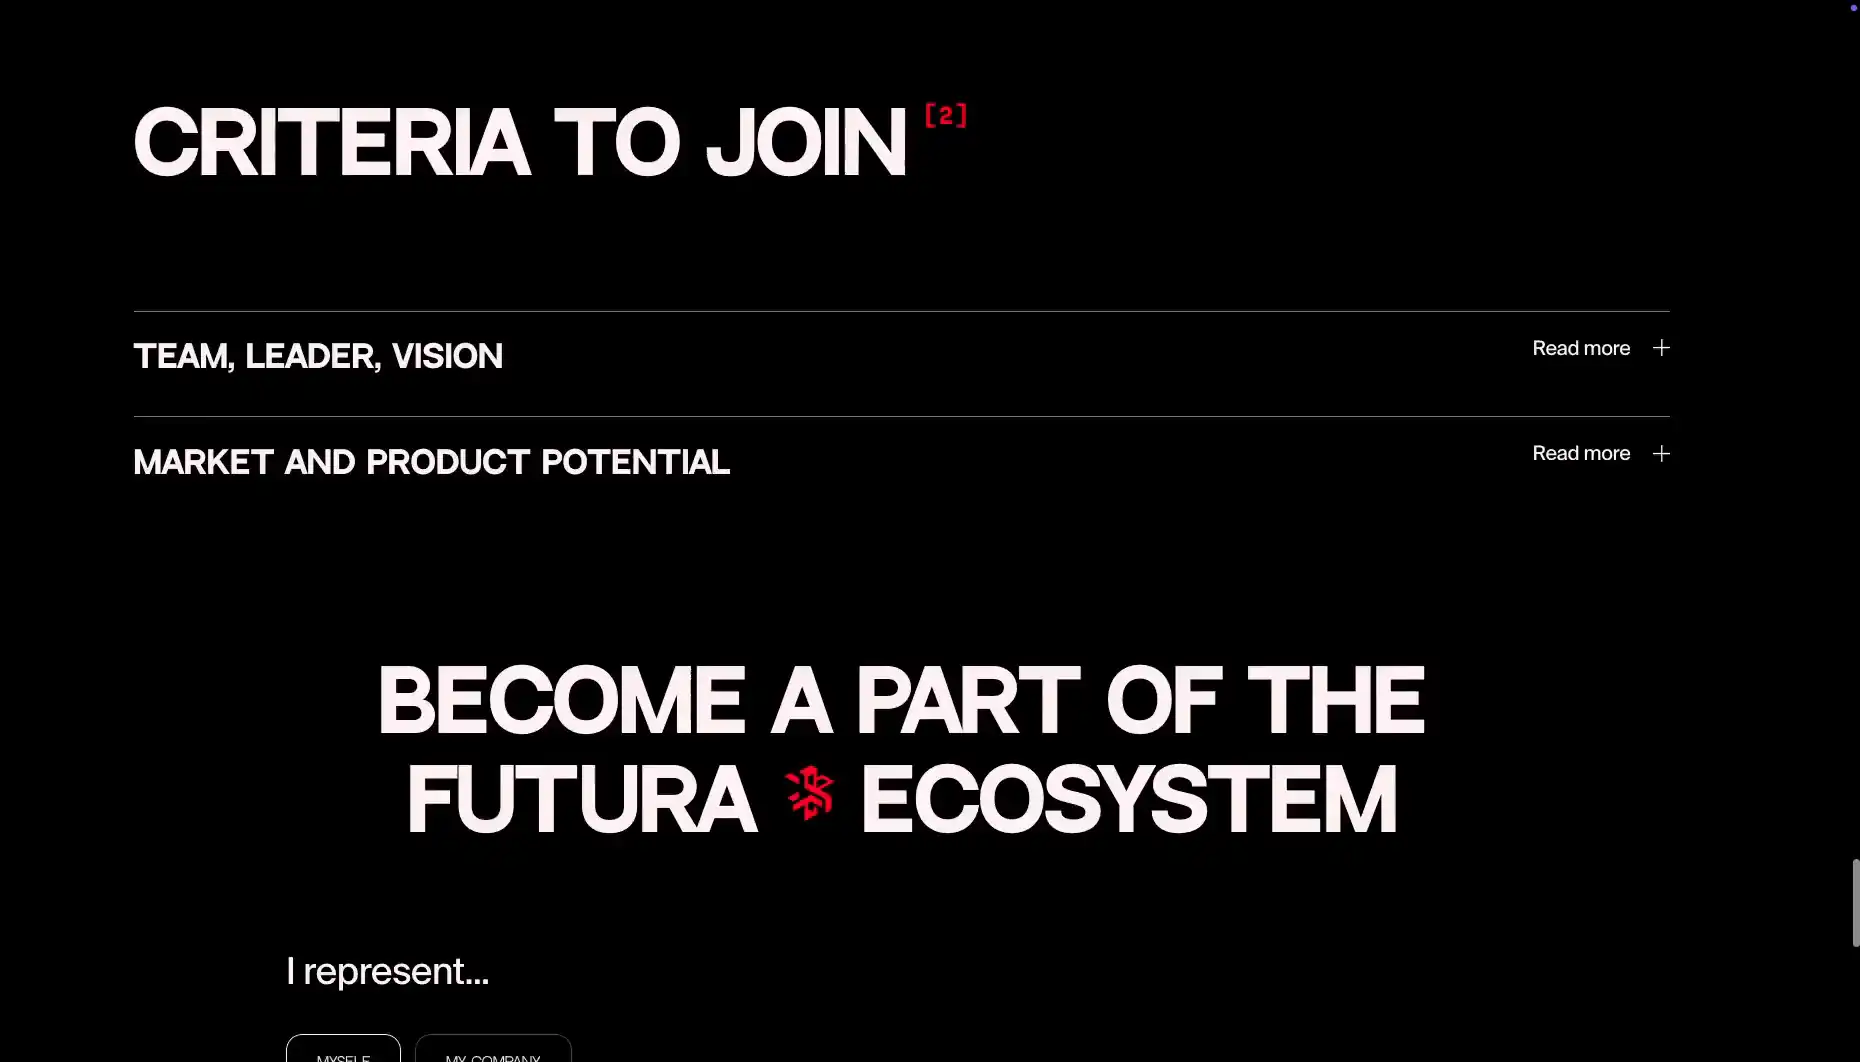 CRITERIA TO JOIN [2]
TEAM, LEADER, VISION
Read more
MARKET AND PRODUCT POTENTIAL
Read more
BECOME A PART OF THE
FUTURA ECOSYSTEM
I represent...
MYSELF
MY COMPANY